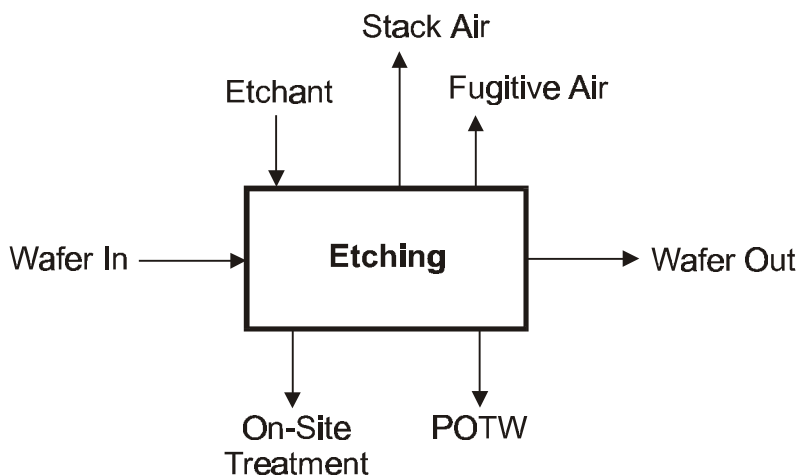 Stack Air
Etchant
Fugitive Air
Wafer In
Etching
Wafer Out
On-Site
Treatment
POTW